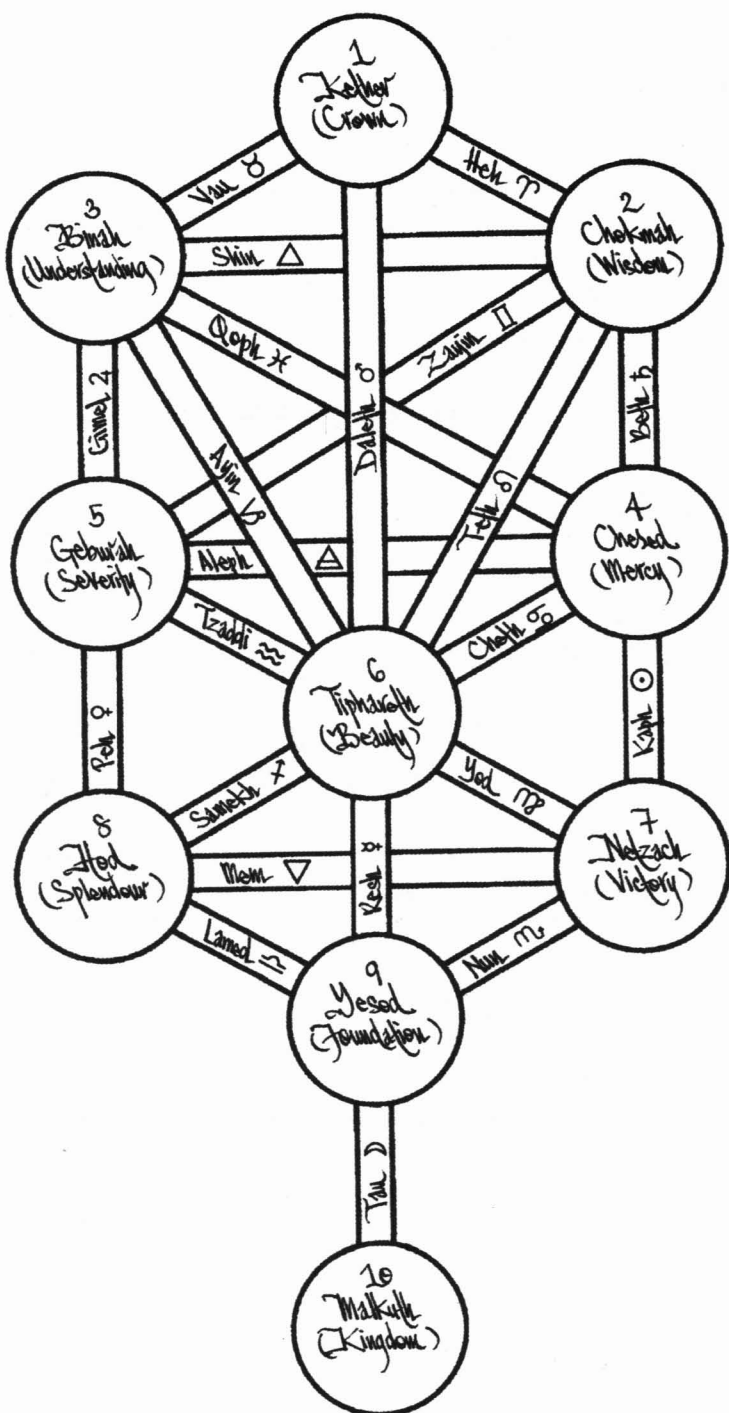 1
Kether
(Crown)
Vau ♉
Heh ♈
3
Binah
(Understanding)
2
Chokmah
(Wisdom)
Shin △
Qoph ♓
Zayin ♊
Daleth ♂
Gimel ♃
Beth ♄
Ayin ♑
Teth ♌
5
Geburah
(Severity)
4
Chesed
(Mercy)
Aleph 🜁
Tzaddi ♒
Cheth ♋
6
Tiphareth
(Beauty)
Peh ♀
Kaph ☉
Samekh ♐
Yod ♍
8
Hod
(Splendour)
7
Netzach
(Victory)
Mem ▽
Resh ☿
Lamed ♎
Nun ♏
9
Yesod
(Foundation)
Tau ☽
10
Malkuth
(Kingdom)